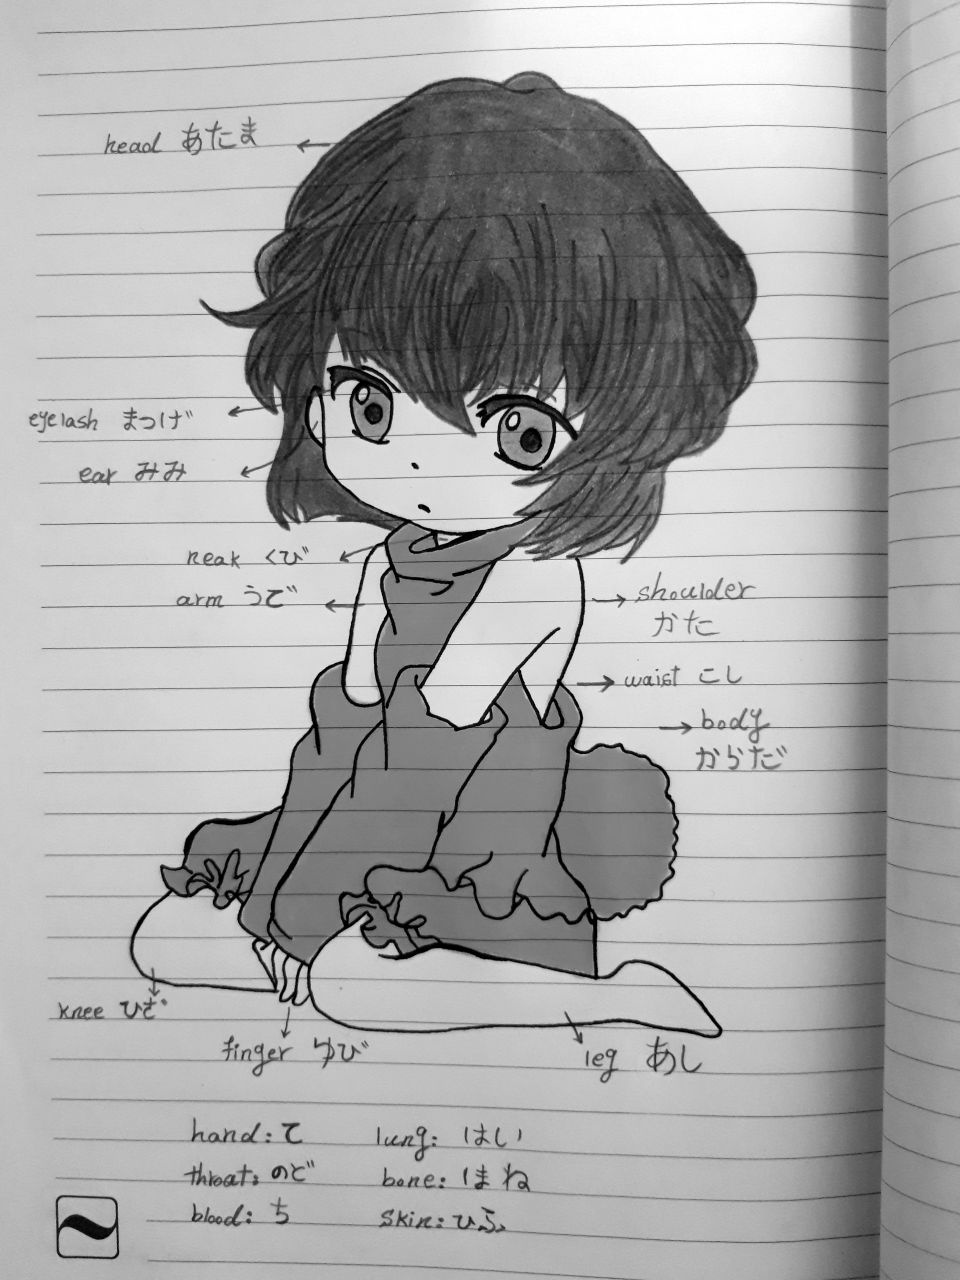 head あたま
eyelash まつげ
ear みみ
neak くび
arm うで
shoulder
かた
waist こし
body
からだ
knee ひざ
finger ゆび
leg あし
hand: て
lung: はい
throat: のど
bone: ほね
blood: ち
skin: ひふ